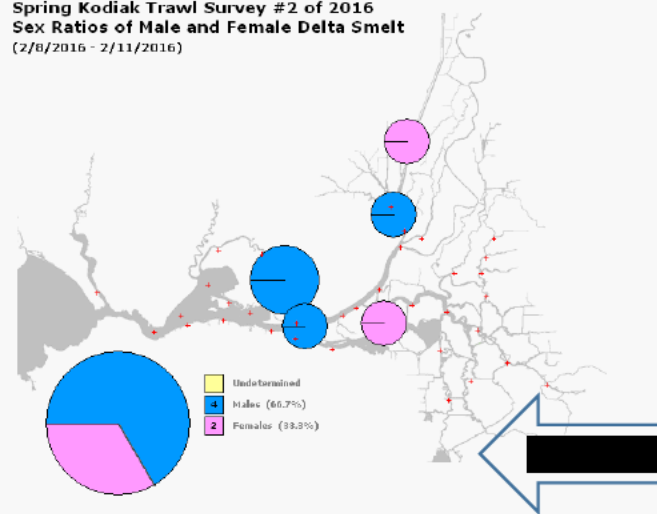 Spring Kodiak Trawl Survey #2 of 2016
Sex Ratios of Male and Female Delta Smelt
(2/8/2016 - 2/11/2016)
Undetermined
4 Males (66.7%)
2 Females (33.3%)